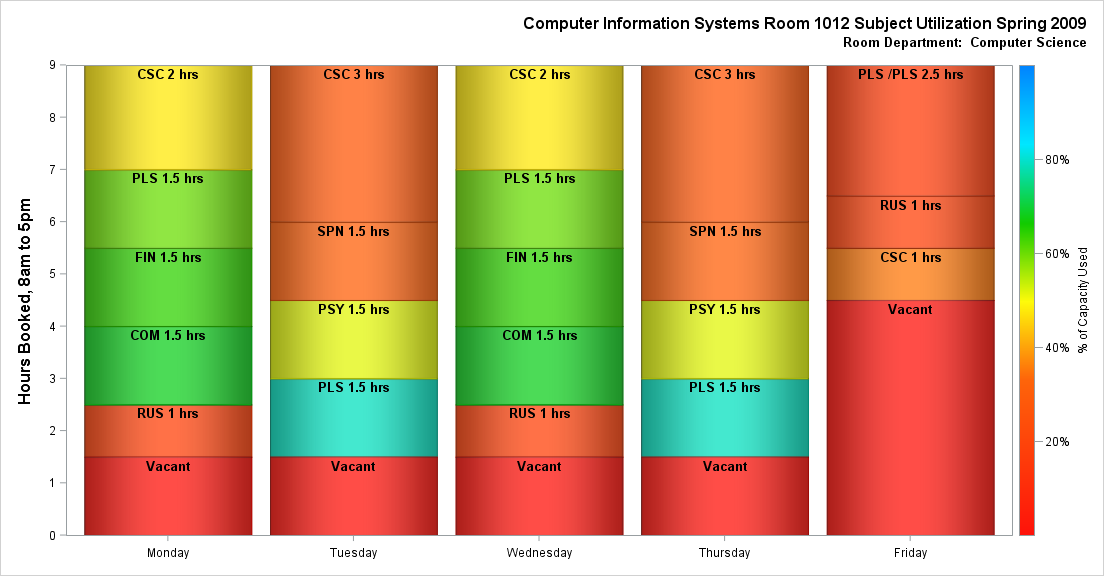 Computer Information Systems Room 1012 Subject Utilization Spring 2009
Room Department:  Computer Science
Hours Booked, 8am to 5pm
9
8
7
6
5
4
3
2
1
0
CSC 2 hrs
PLS 1.5 hrs
FIN 1.5 hrs
COM 1.5 hrs
RUS 1 hrs
Vacant
Monday
CSC 3 hrs
SPN 1.5 hrs
PSY 1.5 hrs
PLS 1.5 hrs
Vacant
Tuesday
CSC 2 hrs
PLS 1.5 hrs
FIN 1.5 hrs
COM 1.5 hrs
RUS 1 hrs
Vacant
Wednesday
CSC 3 hrs
SPN 1.5 hrs
PSY 1.5 hrs
PLS 1.5 hrs
Vacant
Thursday
PLS /PLS 2.5 hrs
RUS 1 hrs
CSC 1 hrs
Vacant
Friday
80%
60%
40%
20%
% of Capacity Used